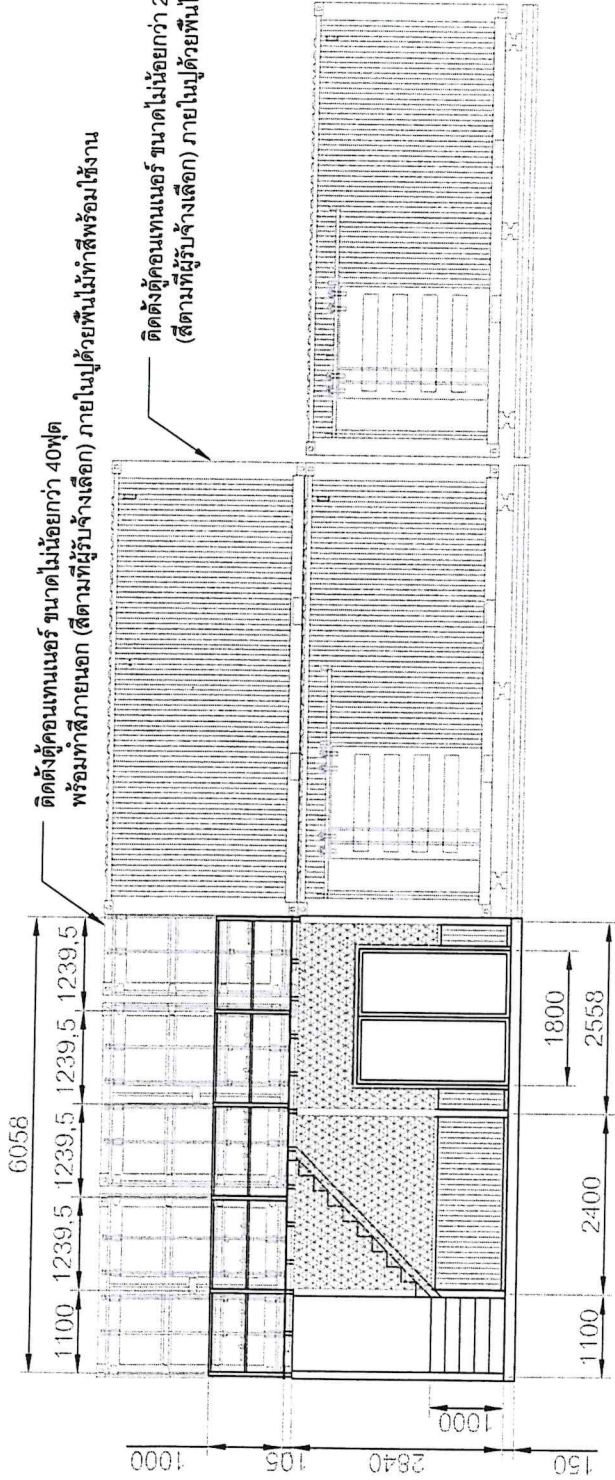 ติดตั้งตู้คอนเทนเนอร์ ขนาดไม่น้อยกว่า 40ฟุต
พร้อมทำสีภายนอก (สีตามที่ผู้รับจ้างเลือก) ภายในปูด้วยพื้นไม้ทำสีพร้อมใช้งาน
ติดตั้งตู้คอนเทนเนอร์ ขนาดไม่น้อยกว่า 2
(สีตามที่ผู้รับจ้างเลือก) ภายในปูด้วยพื้นไ
6058
1100 1239,5 1239,5 1239,5 1239,5
1000
105
2840
150
1000
1800
1100 2400 2558